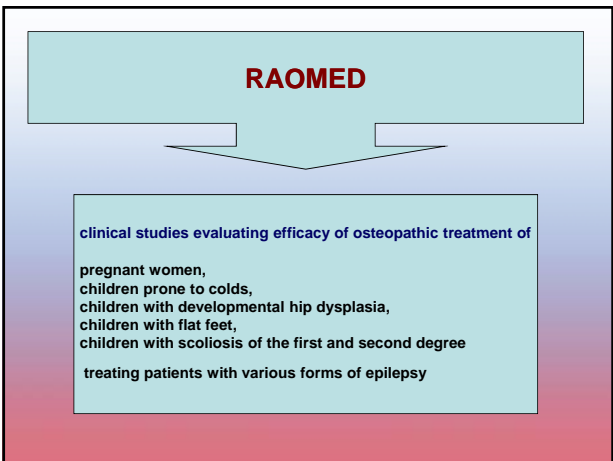 RAOMED
clinical studies evaluating efficacy of osteopathic treatment of
pregnant women,
children prone to colds,
children with developmental hip dysplasia,
children with flat feet,
children with scoliosis of the first and second degree
treating patients with various forms of epilepsy